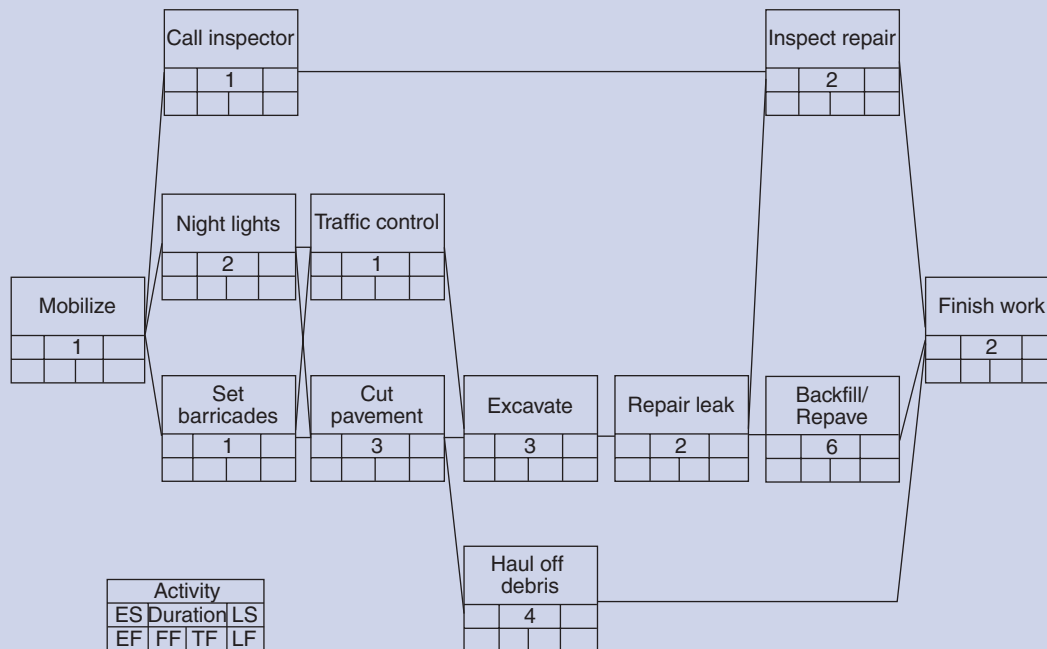 Call inspector
1
Inspect repair
2
Night lights
2
Traffic control
1
Mobilize
1
Finish work
2
Set
barricades
1
Cut
pavement
3
Excavate
3
Repair leak
2
Backfill/
Repave
6
Haul off
debris
4
Activity
ES Duration LS
EF FF TF LF